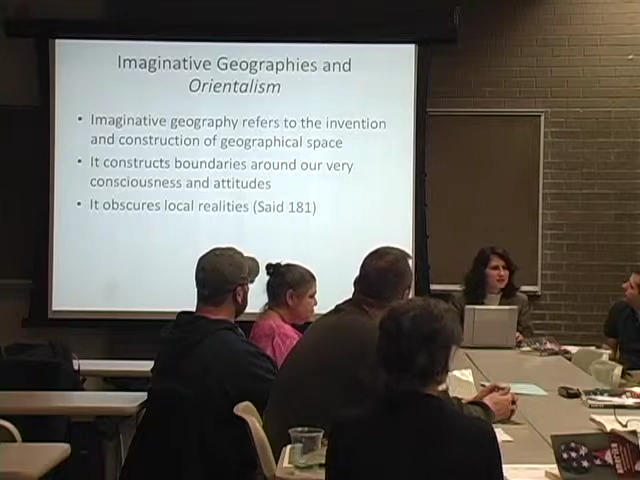 Imaginative Geographies and
Orientalism
• Imaginative geography refers to the invention
and construction of geographical space
• It constructs boundaries around our very
consciousness and attitudes
• It obscures local realities (Said 181)